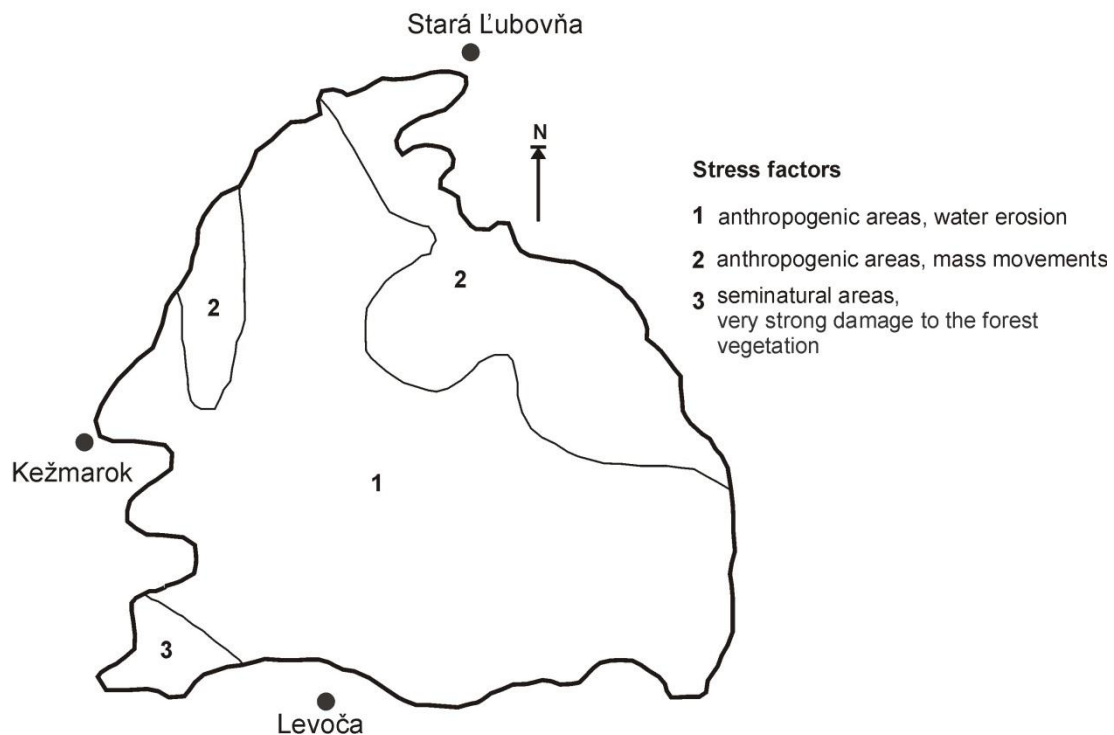 Stará Ľubovňa
N
Stress factors
1 anthropogenic areas, water erosion
2 anthropogenic areas, mass movements
3 seminatural areas,
very strong damage to the forest
vegetation
2
2
1
3
Kežmarok
Levoča